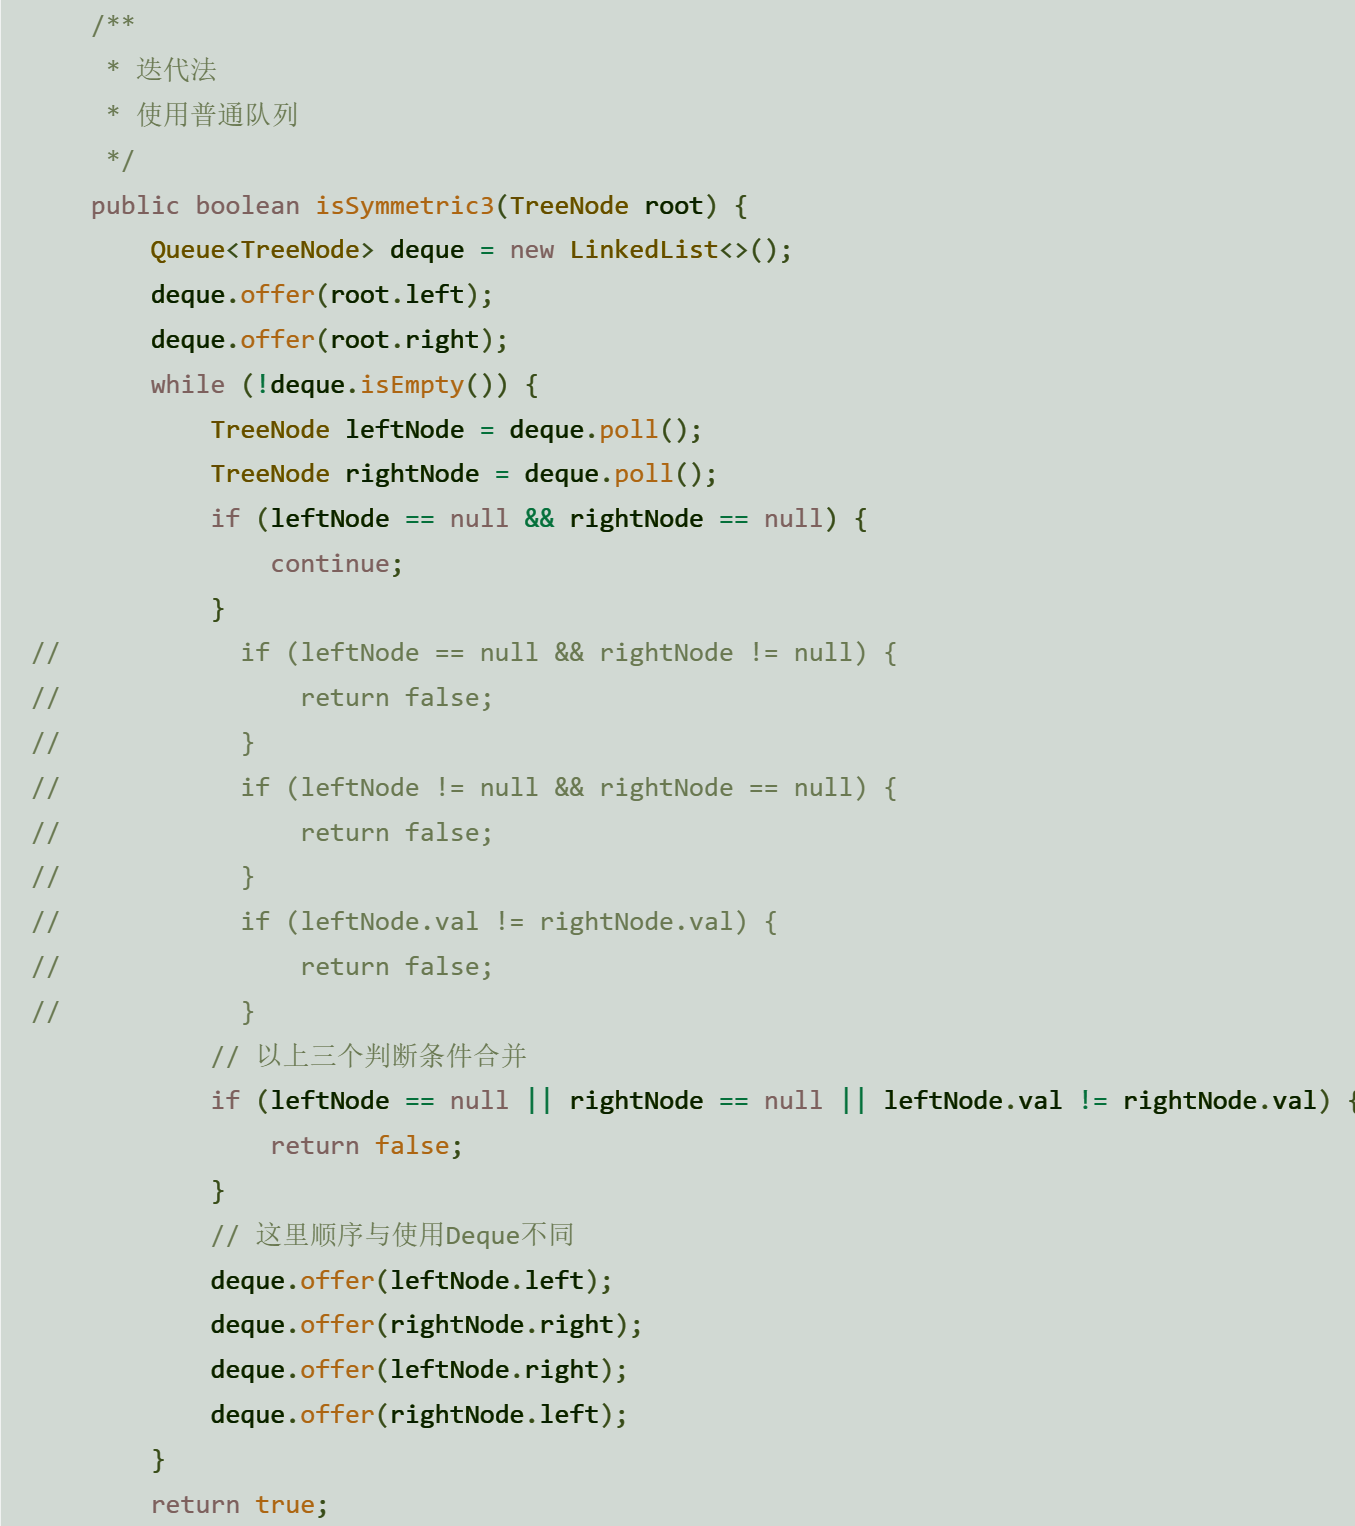 /**
 * 迭代法
 * 使用普通队列
 */
public boolean isSymmetric3(TreeNode root) {
    Queue<TreeNode> deque = new LinkedList<>();
    deque.offer(root.left);
    deque.offer(root.right);
    while (!deque.isEmpty()) {
        TreeNode leftNode = deque.poll();
        TreeNode rightNode = deque.poll();
        if (leftNode == null && rightNode == null) {
            continue;
        }
//            if (leftNode == null && rightNode != null) {
//                return false;
//            }
//            if (leftNode != null && rightNode == null) {
//                return false;
//            }
//            if (leftNode.val != rightNode.val) {
//                return false;
//            }
        // 以上三个判断条件合并
        if (leftNode == null || rightNode == null || leftNode.val != rightNode.val) {
            return false;
        }
        // 这里顺序与使用Deque不同
        deque.offer(leftNode.left);
        deque.offer(rightNode.right);
        deque.offer(leftNode.right);
        deque.offer(rightNode.left);
    }
    return true;